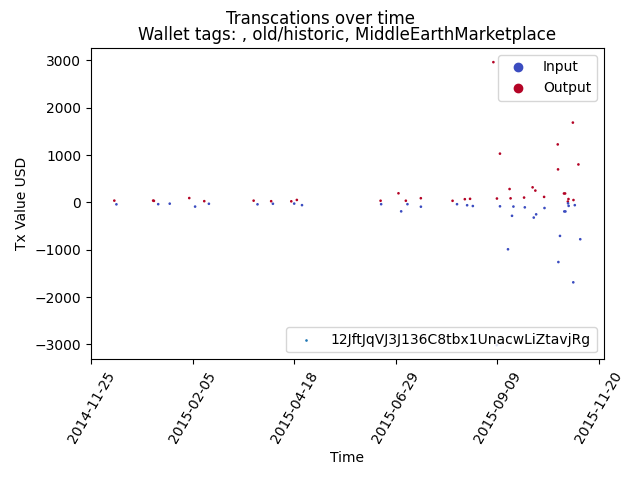 Transcations over time
Wallet tags: , old/historic, MiddleEarthMarketplace
Input
Output
3000
2000
1000
0
−1000
−2000
−3000
Tx Value USD
12JftJqVJ3J136C8tbx1UnacwLiZtavjRg
2014-11-25
2015-02-05
2015-04-18
2015-06-29
2015-09-09
2015-11-20
Time